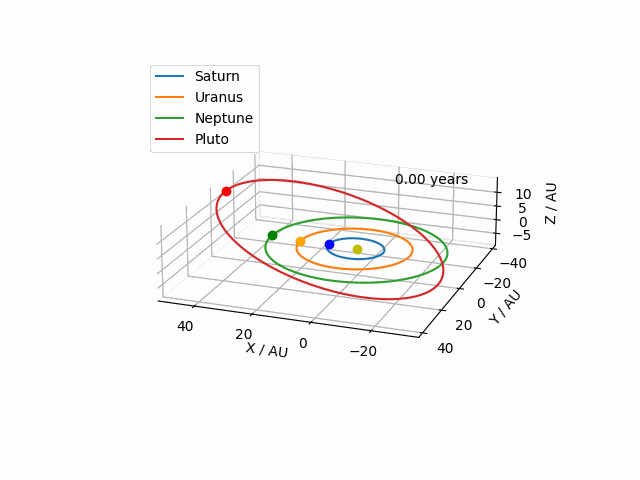 Saturn
Uranus
Neptune
Pluto
0.00 years
10
5
0
−5
Z / AU
−40
−20
0
20
40
Y / AU
40
20
0
−20
X / AU